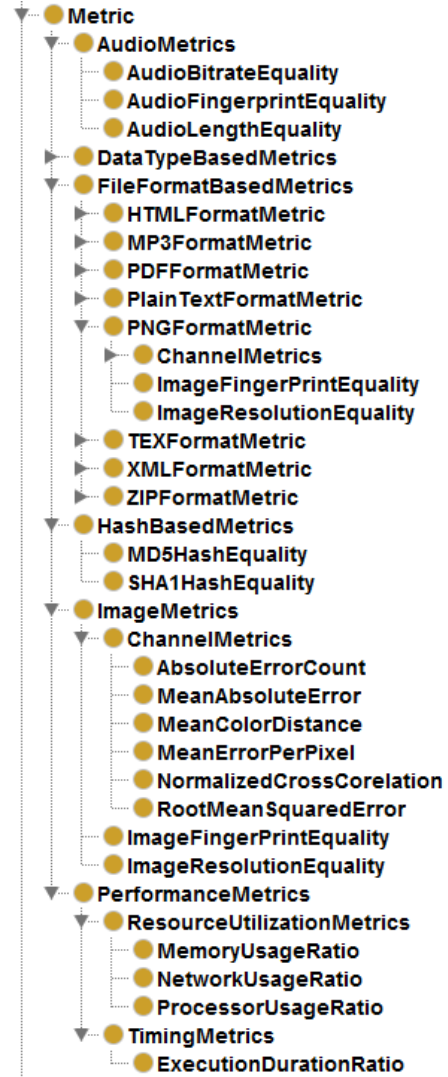 Metric
AudioMetrics
AudioBitrateEquality
AudioFingerprintEquality
AudioLengthEquality
DataTypeBasedMetrics
FileFormatBasedMetrics
HTMLFormatMetric
MP3FormatMetric
PDFFormatMetric
PlainTextFormatMetric
PNGFormatMetric
ChannelMetrics
ImageFingerPrintEquality
ImageResolutionEquality
TEXFormatMetric
XMLFormatMetric
ZIPFormatMetric
HashBasedMetrics
MD5HashEquality
SHA1HashEquality
ImageMetrics
ChannelMetrics
AbsoluteErrorCount
MeanAbsoluteError
MeanColorDistance
MeanErrorPerPixel
NormalizedCrossCorelation
RootMeanSquaredError
ImageFingerPrintEquality
ImageResolutionEquality
PerformanceMetrics
ResourceUtilizationMetrics
MemoryUsageRatio
NetworkUsageRatio
ProcessorUsageRatio
TimingMetrics
ExecutionDurationRatio